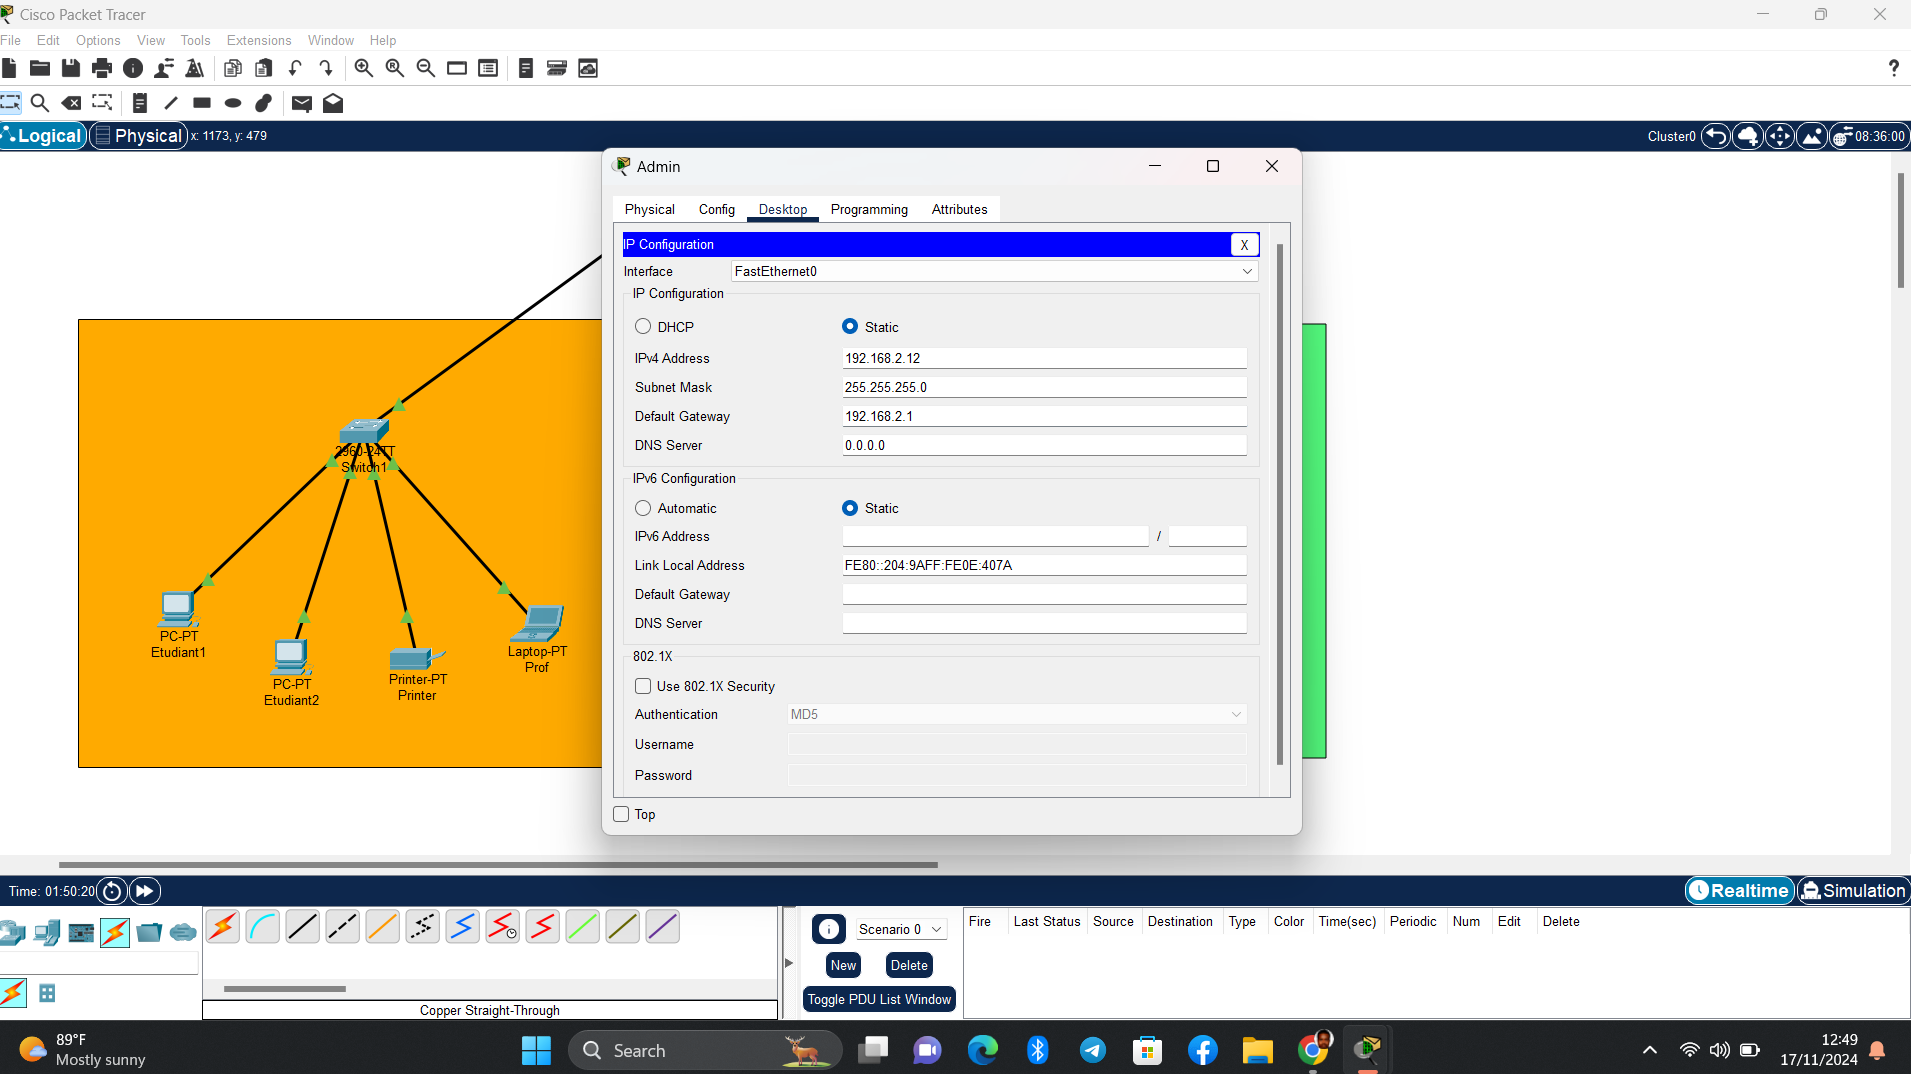 Cisco Packet Tracer
File Edit Options View Tools Extensions Window Help
?
Logical Physical x: 1173, y: 479
Cluster0 08:36:00
Admin
Physical Config Desktop Programming Attributes
IP Configuration X
Interface FastEthernet0
IP Configuration
DHCP Static
IPv4 Address 192.168.2.12
Subnet Mask 255.255.255.0
Default Gateway 192.168.2.1
DNS Server 0.0.0.0
IPv6 Configuration
Automatic Static
IPv6 Address /
Link Local Address FE80::204:9AFF:FE0E:407A
Default Gateway
DNS Server
802.1X
Use 802.1X Security
Authentication MD5
Username
Password
Top
2960-24TT
Switch1
PC-PT
Etudiant1
PC-PT
Etudiant2
Printer-PT
Printer
Laptop-PT
Prof
Time: 01:50:20
Realtime Simulation
Scenario 0
New Delete
Toggle PDU List Window
Fire Last Status Source Destination Type Color Time(sec) Periodic Num Edit Delete
Copper Straight-Through
89°F
Mostly sunny
Search
12:49
17/11/2024